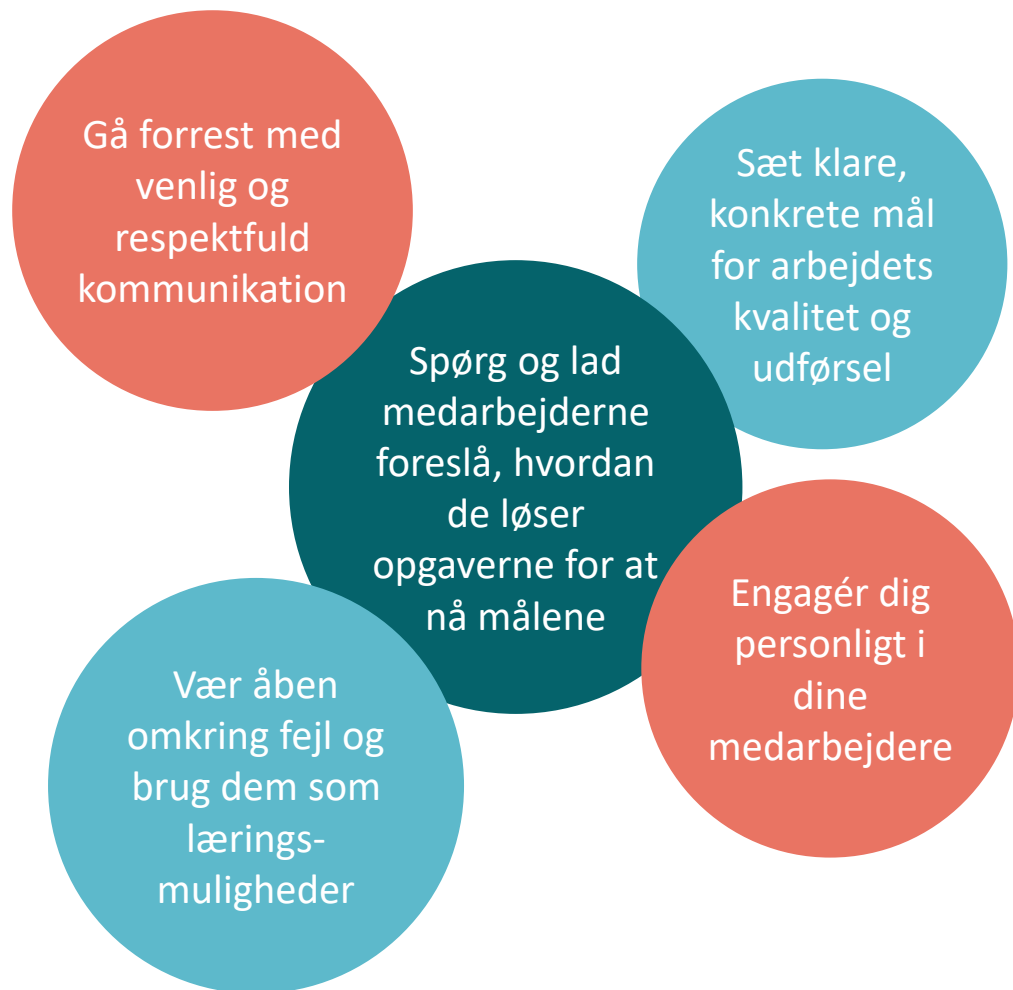 Gå forrest med
venlig og
respektfuld
kommunikation
Sæt klare,
konkrete mål
for arbejdets
kvalitet og
udførsel
Spørg og lad
medarbejderne
foreslå, hvordan
de løser
opgaverne for at
nå målene
Engagér dig
personligt i
dine
medarbejdere
Vær åben
omkring fejl og
brug dem som
lærings-
muligheder